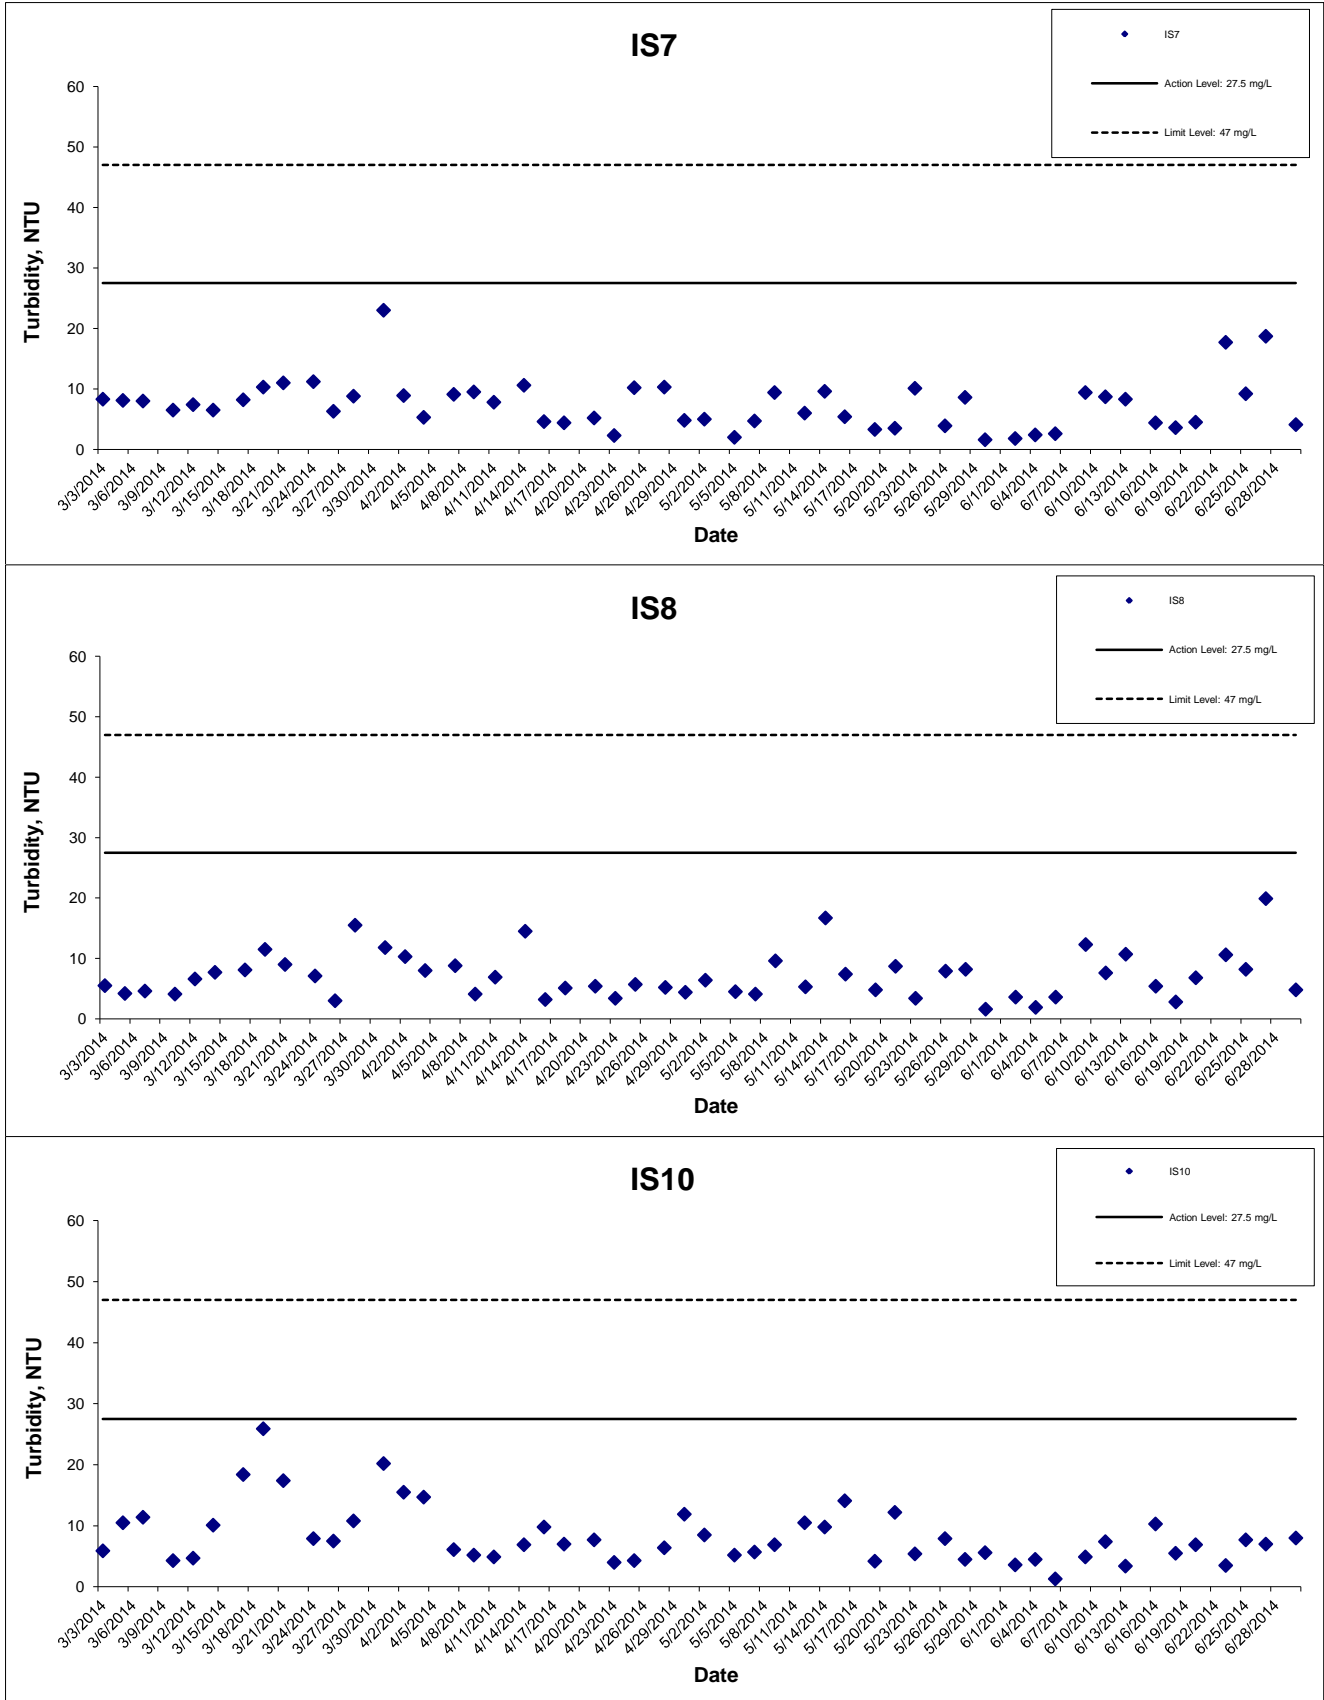 IS7
IS7
Action Level: 27.5 mg/L
Limit Level: 47 mg/L
Turbidity, NTU
60
50
40
30
20
10
0
3/3/2014 3/6/2014 3/9/2014 3/12/2014 3/15/2014 3/18/2014 3/21/2014 3/24/2014 3/27/2014 3/30/2014 4/2/2014 4/5/2014 4/8/2014 4/11/2014 4/14/2014 4/17/2014 4/20/2014 4/23/2014 4/26/2014 4/29/2014 5/2/2014 5/5/2014 5/8/2014 5/11/2014 5/14/2014 5/17/2014 5/20/2014 5/23/2014 5/26/2014 5/29/2014 6/1/2014 6/4/2014 6/7/2014 6/10/2014 6/13/2014 6/16/2014 6/19/2014 6/22/2014 6/25/2014 6/28/2014
Date
IS8
IS8
Action Level: 27.5 mg/L
Limit Level: 47 mg/L
Turbidity, NTU
60
50
40
30
20
10
0
3/3/2014 3/6/2014 3/9/2014 3/12/2014 3/15/2014 3/18/2014 3/21/2014 3/24/2014 3/27/2014 3/30/2014 4/2/2014 4/5/2014 4/8/2014 4/11/2014 4/14/2014 4/17/2014 4/20/2014 4/23/2014 4/26/2014 4/29/2014 5/2/2014 5/5/2014 5/8/2014 5/11/2014 5/14/2014 5/17/2014 5/20/2014 5/23/2014 5/26/2014 5/29/2014 6/1/2014 6/4/2014 6/7/2014 6/10/2014 6/13/2014 6/16/2014 6/19/2014 6/22/2014 6/25/2014 6/28/2014
Date
IS10
IS10
Action Level: 27.5 mg/L
Limit Level: 47 mg/L
Turbidity, NTU
60
50
40
30
20
10
0
3/3/2014 3/6/2014 3/9/2014 3/12/2014 3/15/2014 3/18/2014 3/21/2014 3/24/2014 3/27/2014 3/30/2014 4/2/2014 4/5/2014 4/8/2014 4/11/2014 4/14/2014 4/17/2014 4/20/2014 4/23/2014 4/26/2014 4/29/2014 5/2/2014 5/5/2014 5/8/2014 5/11/2014 5/14/2014 5/17/2014 5/20/2014 5/23/2014 5/26/2014 5/29/2014 6/1/2014 6/4/2014 6/7/2014 6/10/2014 6/13/2014 6/16/2014 6/19/2014 6/22/2014 6/25/2014 6/28/2014
Date